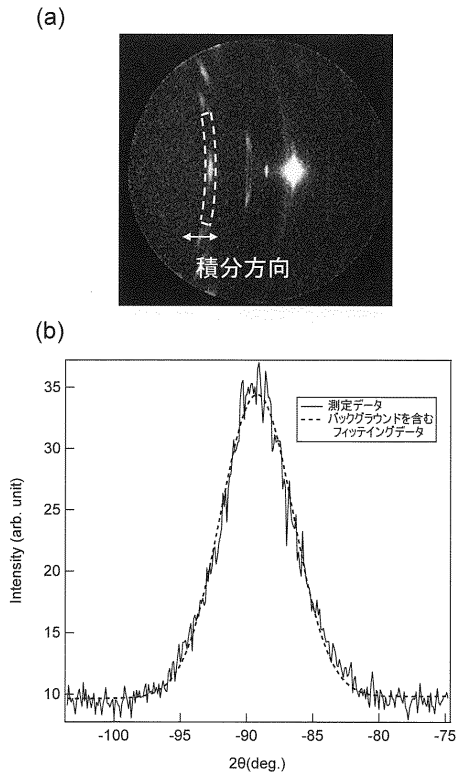 (a)
積分方向
(b)
測定データ
バックグラウンドを含む
フィッテイングデータ
Intensity (arb. unit)
35
30
25
20
15
10
-100
-95
-90
-85
-80
-75
2θ(deg.)